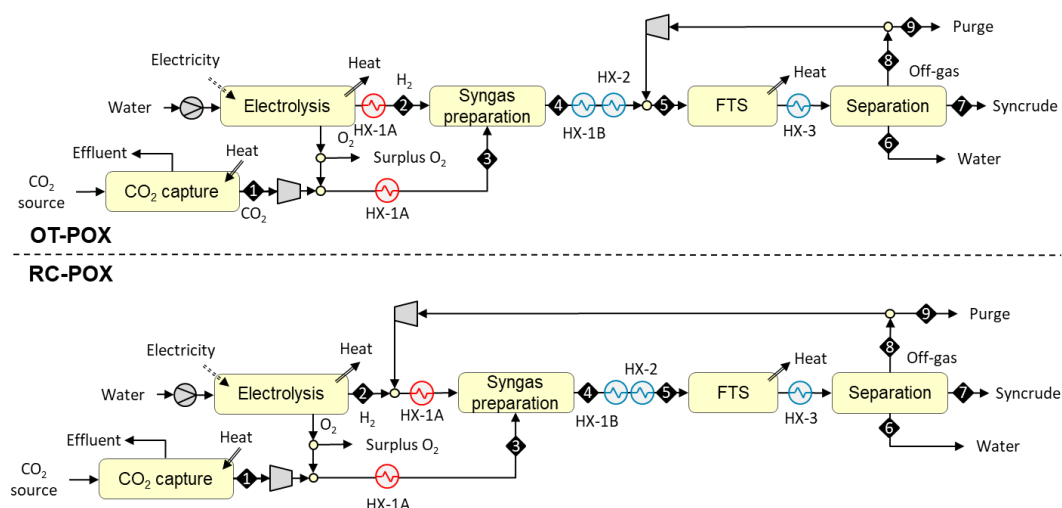 Electricity
Heat
Water
Electrolysis
H₂
2
HX-1A
O₂
Surplus O₂
Effluent
Heat
CO₂
source
CO₂ capture
1
CO₂
HX-1A
Syngas
preparation
3
4
HX-1B
HX-2
5
FTS
Heat
HX-3
Separation
8
Off-gas
9
Purge
7
Syncrude
6
Water
OT-POX
RC-POX
Electricity
Heat
Water
Electrolysis
2
H₂
HX-1A
O₂
Surplus O₂
Effluent
Heat
CO₂
source
CO₂ capture
1
HX-1A
Syngas
preparation
3
4
HX-1B
HX-2
5
FTS
Heat
HX-3
Separation
8
Off-gas
9
Purge
7
Syncrude
6
Water